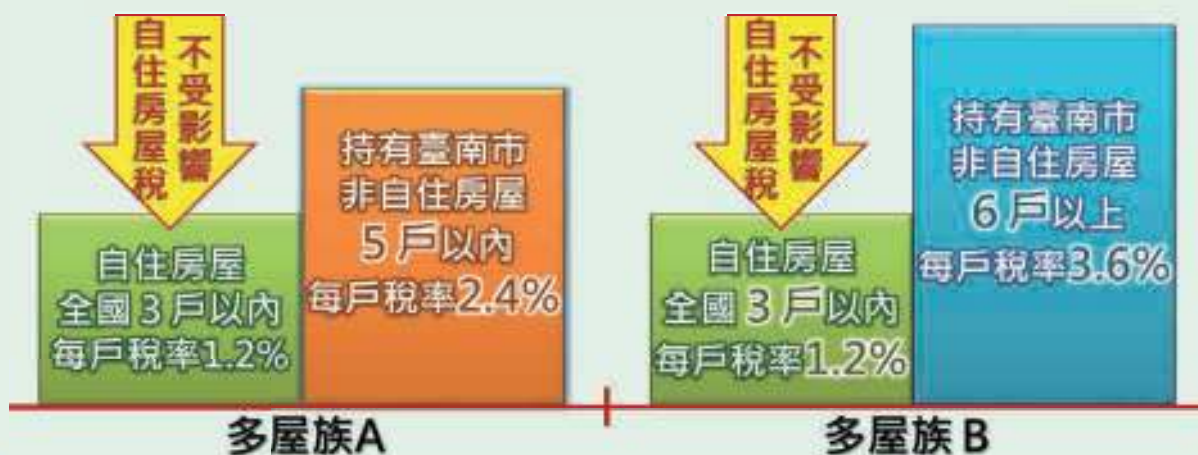 不受影響
自住房屋稅
自住房屋
全國3戶以內
每戶稅率1.2%
持有臺南市
非自住房屋
5戶以內
每戶稅率2.4%
多屋族A
不受影響
自住房屋稅
自住房屋
全國3戶以內
每戶稅率1.2%
持有臺南市
非自住房屋
6戶以上
每戶稅率3.6%
多屋族B